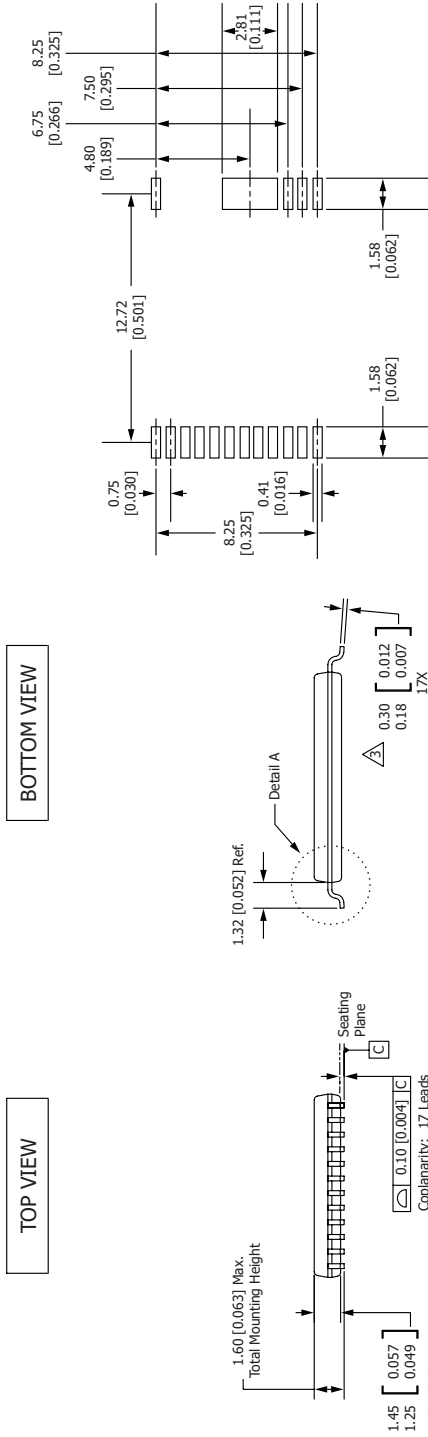 TOP VIEW
BOTTOM VIEW
1.60 [0.063] Max.
Total Mounting Height
1.45
1.25
0.057
0.049
Seating
Plane
C
0.10 [0.004] C
Coplanarity: 17 Leads
1.32 [0.052] Ref.
Detail A
3
0.30
0.18
0.012
0.007
17X
12.72
[0.501]
0.75
[0.030]
8.25
[0.325]
0.41
[0.016]
1.58
[0.062]
4.80
[0.189]
6.75
[0.266]
7.50
[0.295]
8.25
[0.325]
2.81
[0.111]
1.58
[0.062]